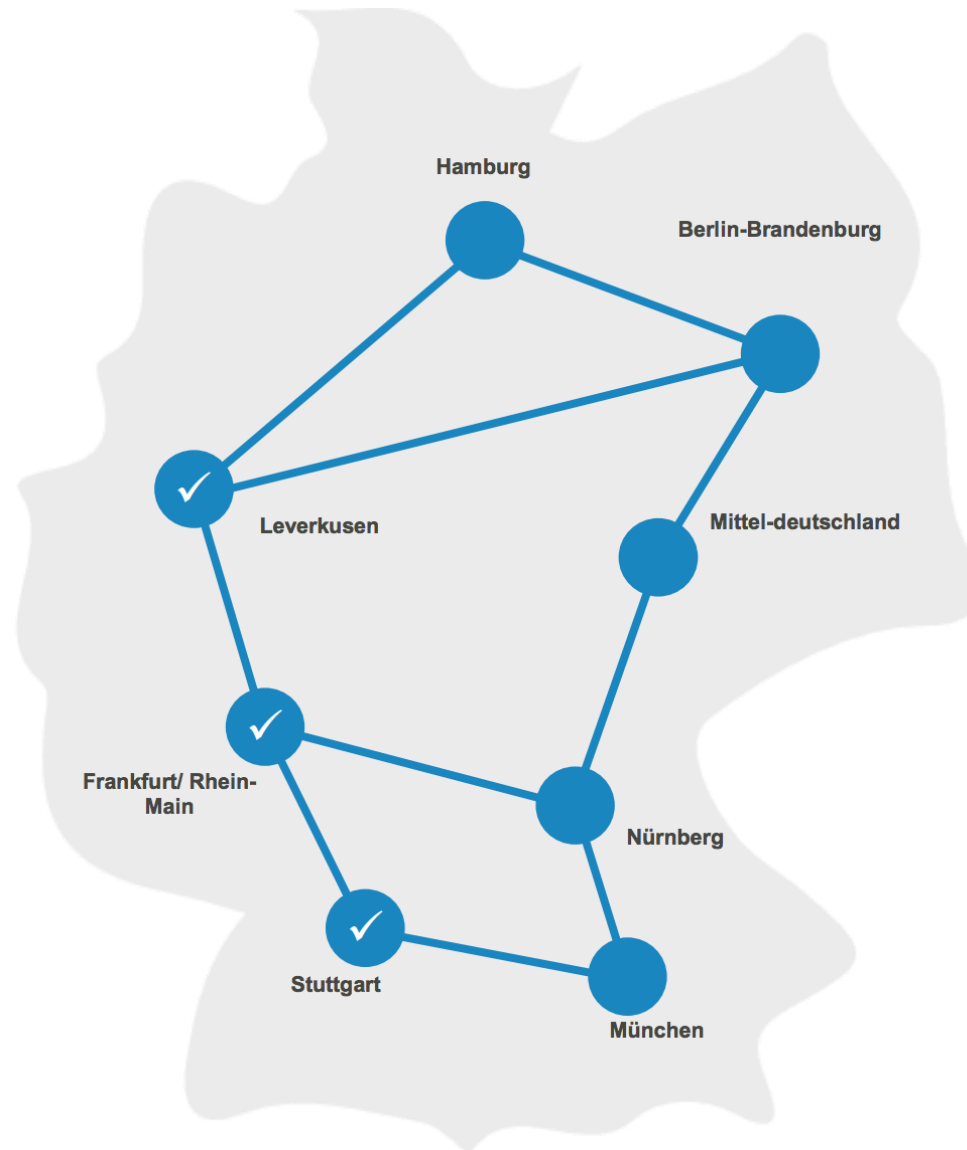 Hamburg
Berlin-Brandenburg
Leverkusen
Mittel-deutschland
Frankfurt/ Rhein-
Main
Nürnberg
Stuttgart
München